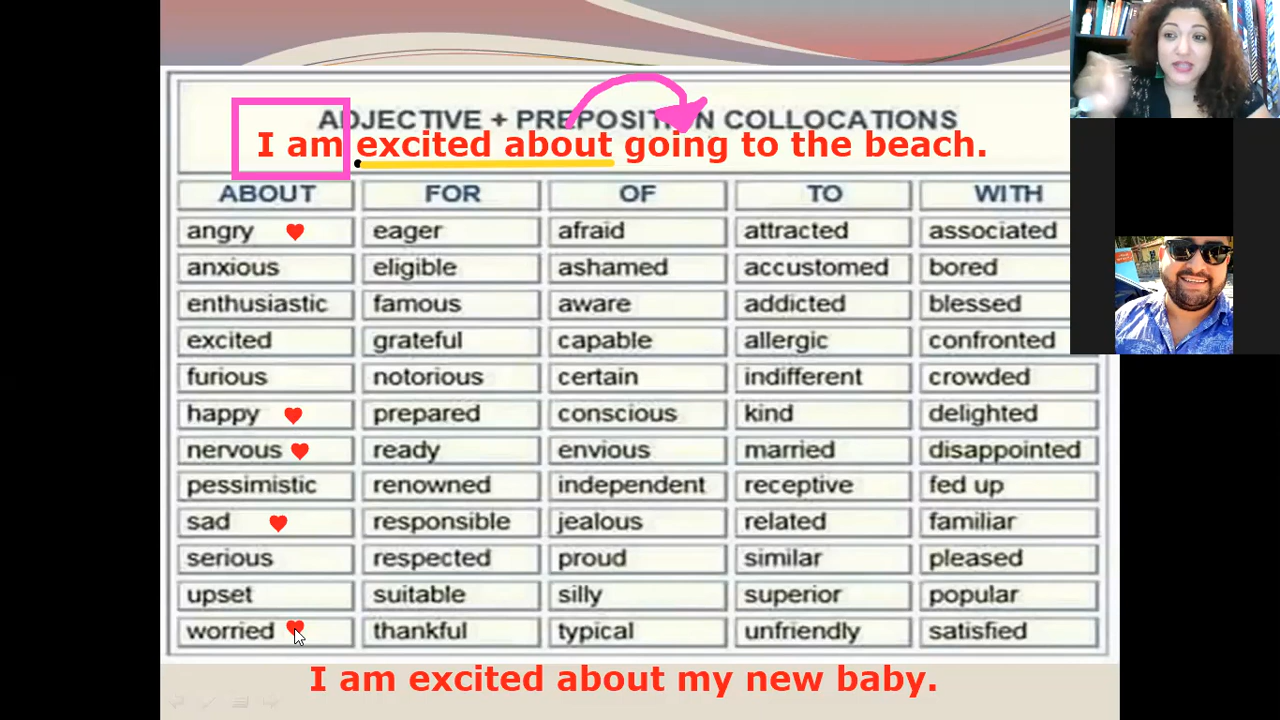 ADJECTIVE + PREPOSITION COLLOCATIONS
I am excited about going to the beach.
ABOUT FOR OF TO WITH
angry eager afraid attracted associated
anxious eligible ashamed accustomed bored
enthusiastic famous aware addicted blessed
excited grateful capable allergic confronted
furious notorious certain indifferent crowded
happy prepared conscious kind delighted
nervous ready envious married disappointed
pessimistic renowned independent receptive fed up
sad responsible jealous related familiar
serious respected proud similar pleased
upset suitable silly superior popular
worried thankful typical unfriendly satisfied
I am excited about my new baby.